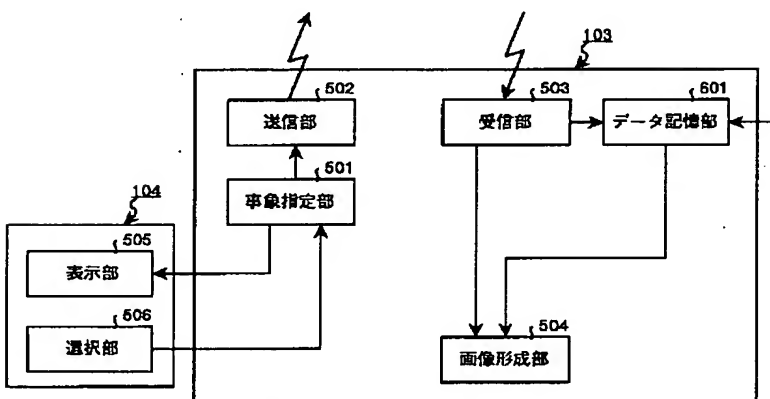 103
502
送信部
503
受信部
601
データ記憶部
501
事象指定部
104
505
表示部
506
選択部
504
画像形成部